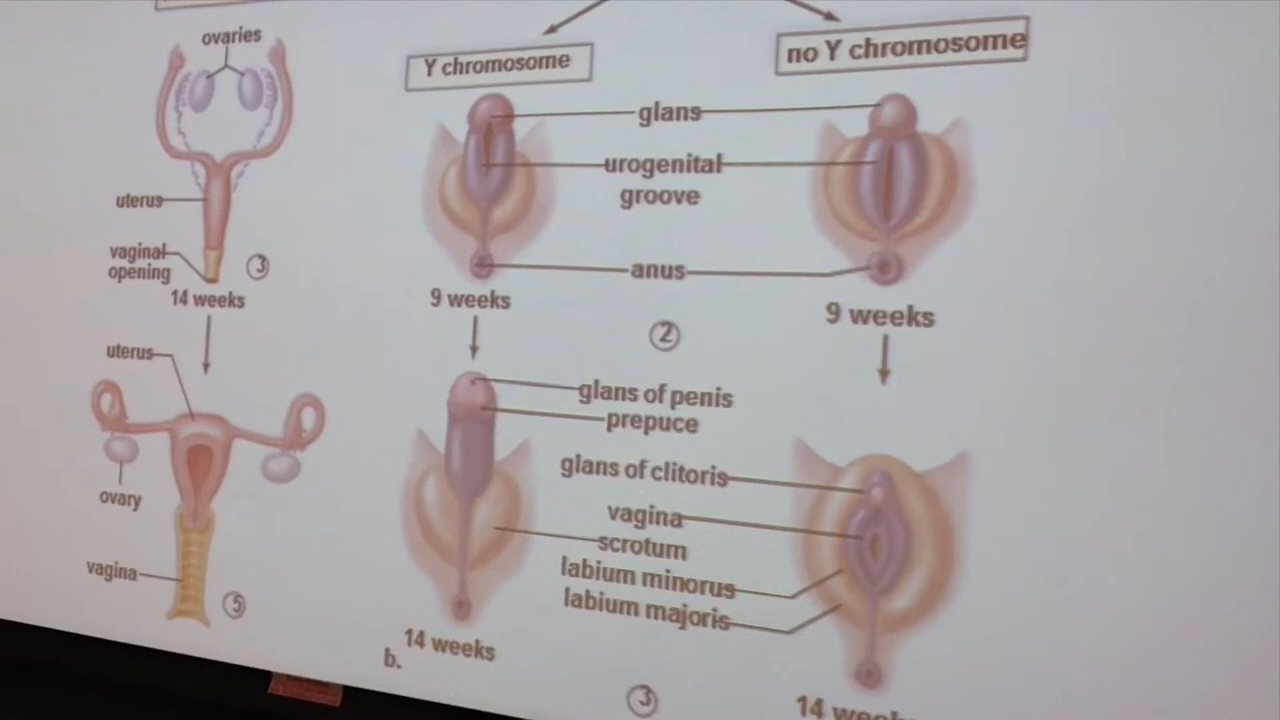 ovaries
uterus
vaginal
opening
3
14 weeks
uterus
ovary
vagina
5
Y chromosome
no Y chromosome
glans
urogenital
groove
anus
9 weeks
9 weeks
2
glans of penis
prepuce
glans of clitoris
vagina
scrotum
labium minorus
labium majoris
14 weeks
b.
3
14 weeks